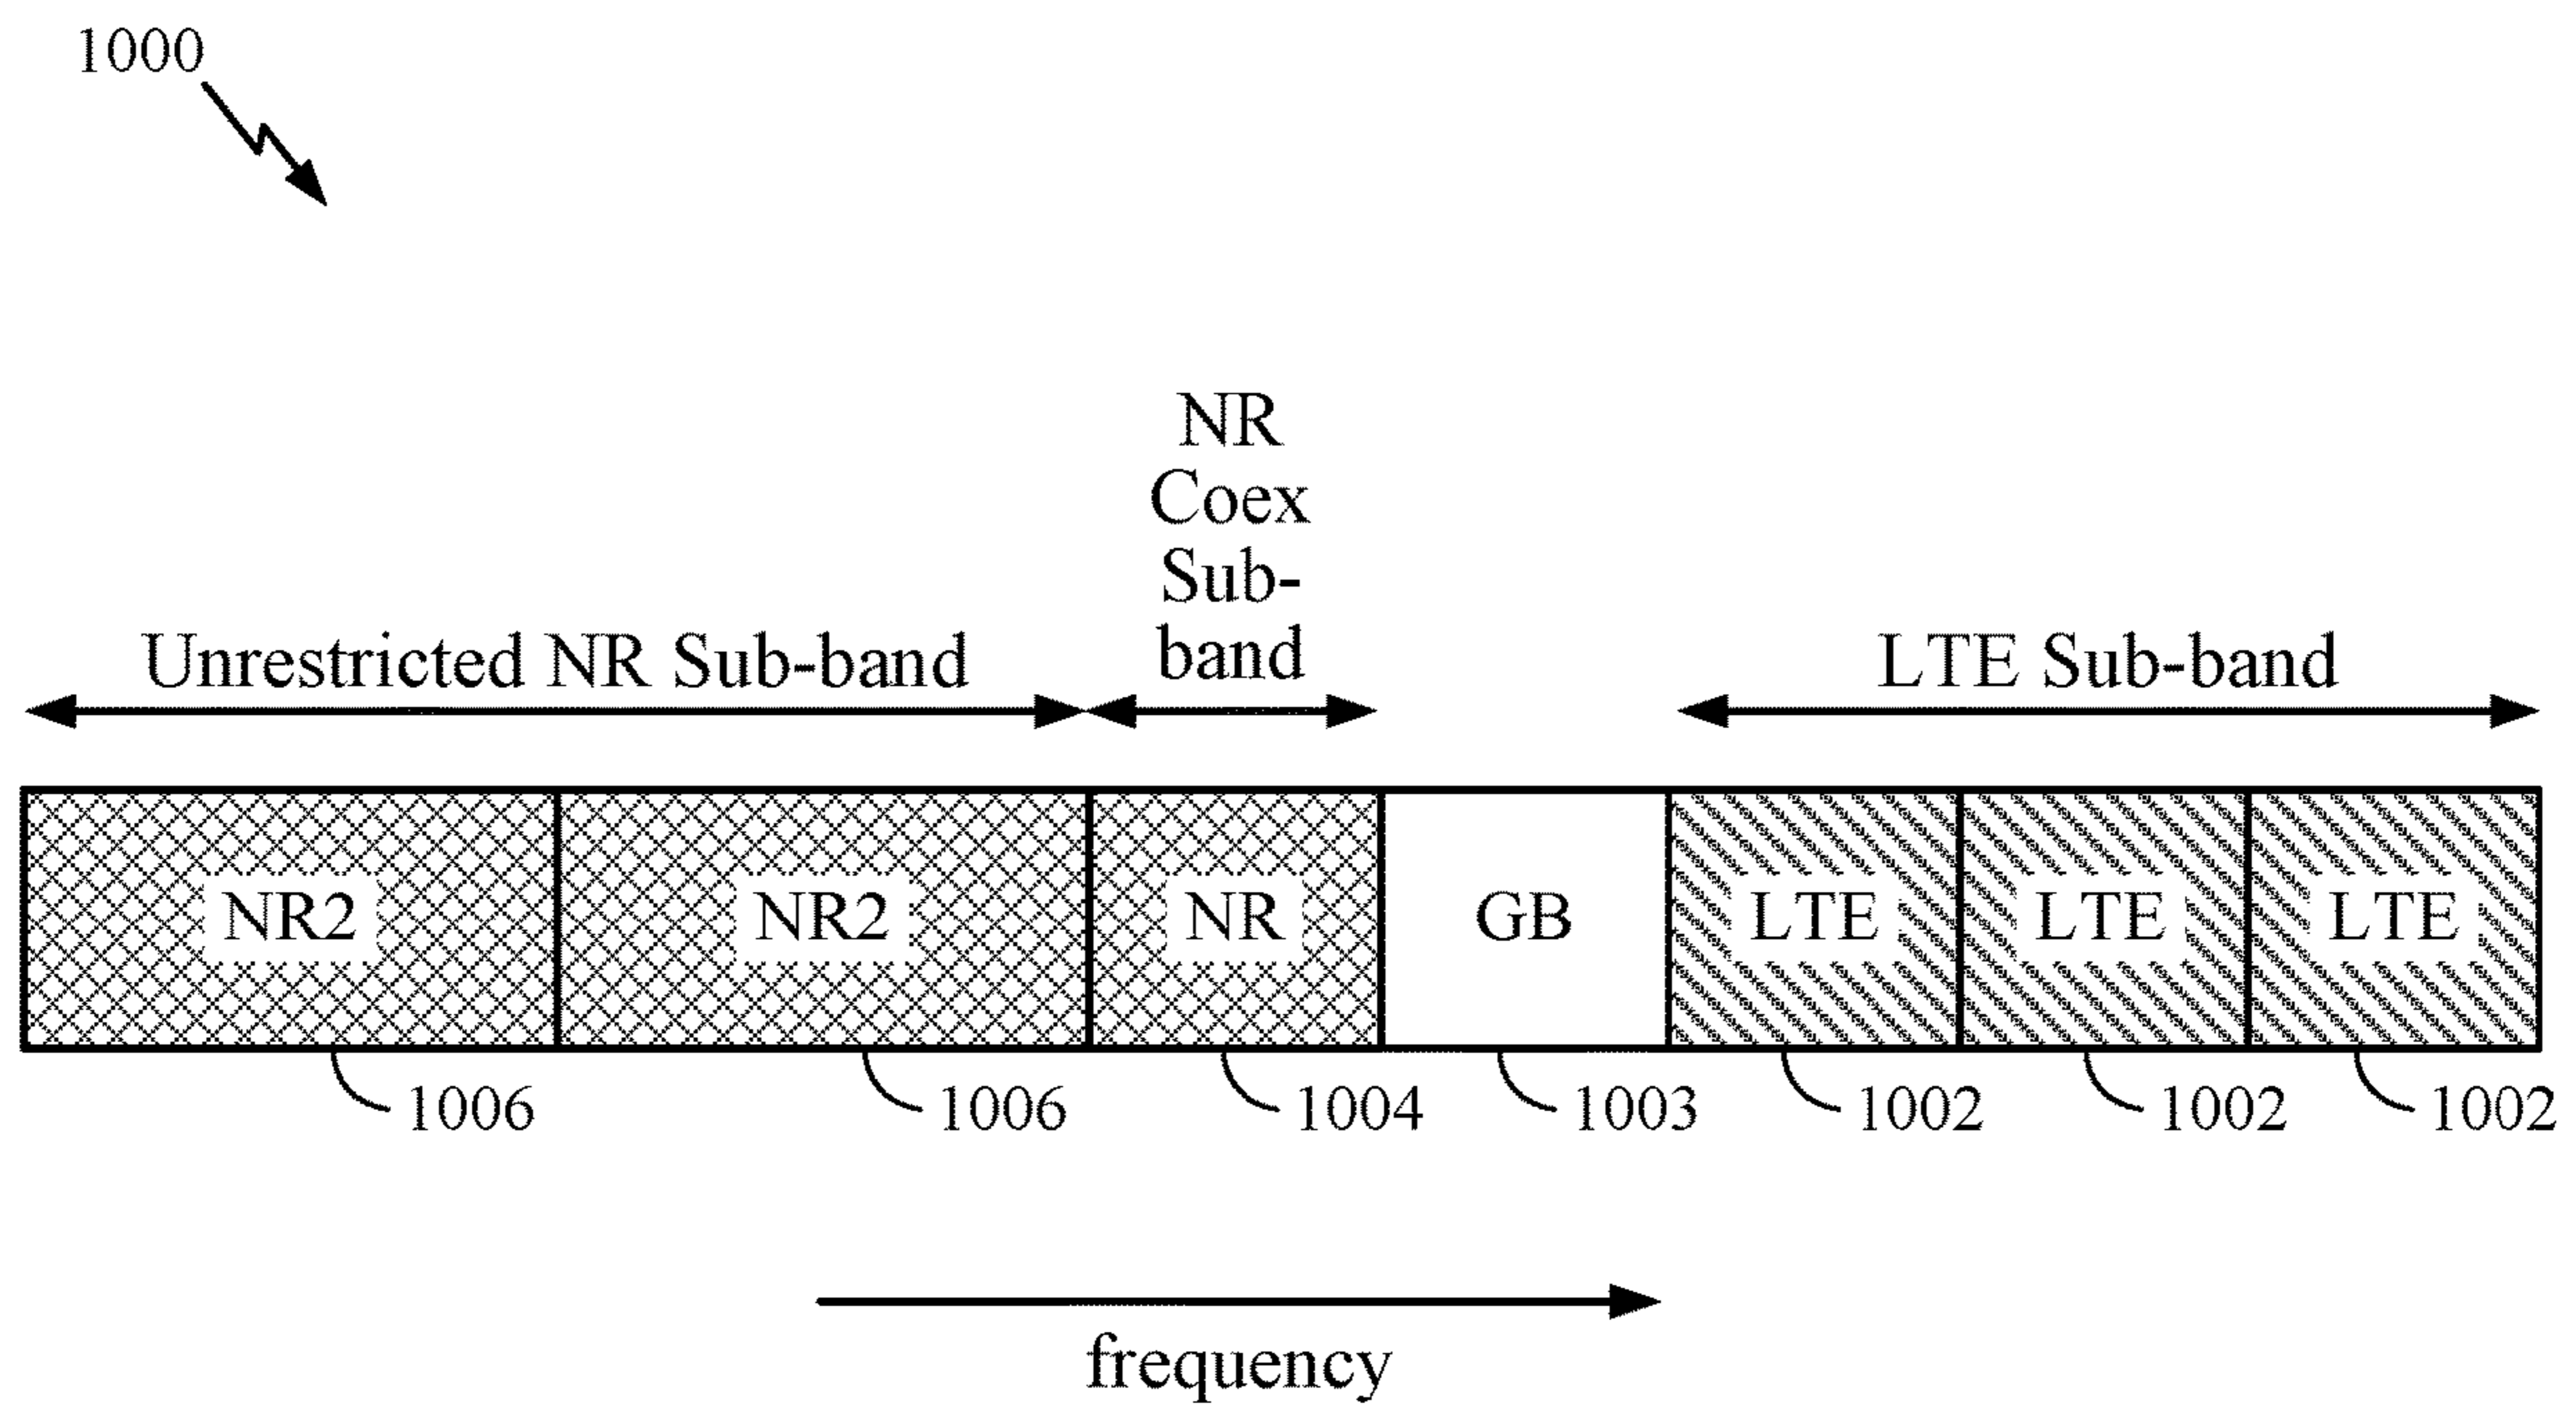 1000
NR
Coex
Sub-
band
Unrestricted NR Sub-band
LTE Sub-band
NR2
NR2
NR
GB
LTE
LTE
LTE
1006
1006
1004
1003
1002
1002
1002
frequency